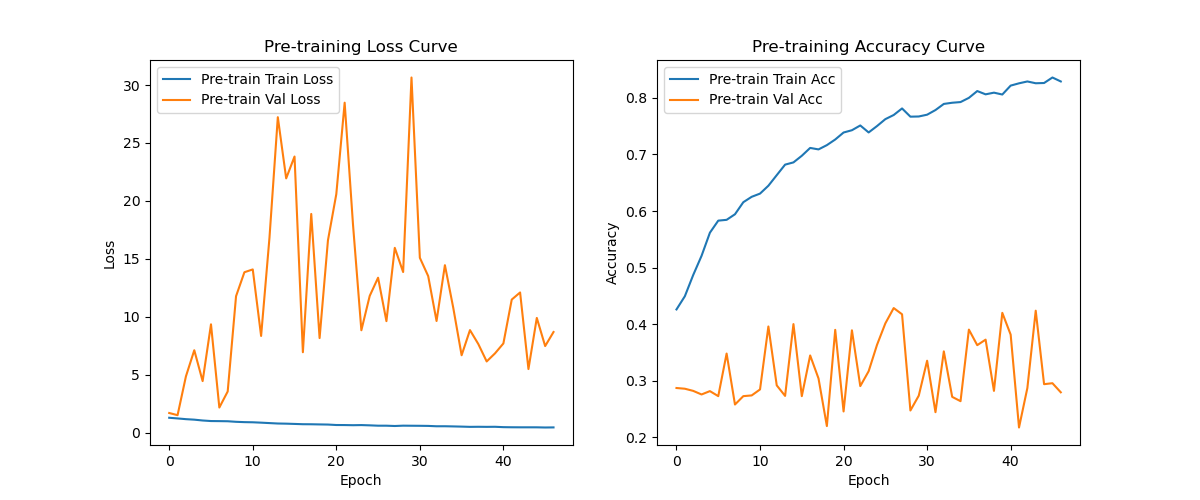 Pre-training Loss Curve
Pre-train Train Loss
Pre-train Val Loss
30
25
20
15
10
5
0
Loss
0 10 20 30 40
Epoch
Pre-training Accuracy Curve
Pre-train Train Acc
Pre-train Val Acc
0.8
0.7
0.6
0.5
0.4
0.3
0.2
Accuracy
0 10 20 30 40
Epoch